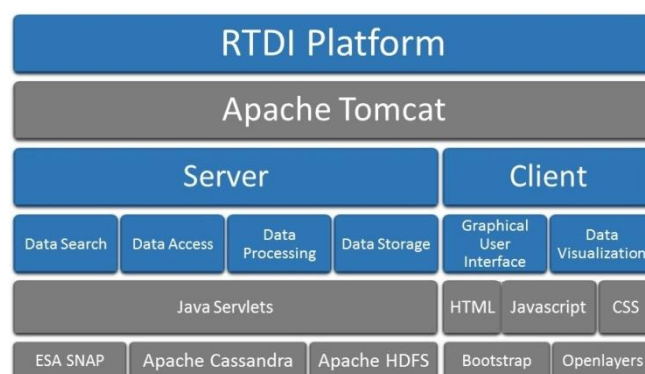 RTDI Platform
Apache Tomcat
Server
Client
Data Search
Data Access
Data
Processing
Data Storage
Graphical
User
Interface
Data
Visualization
Java Servlets
HTML
Javascript
CSS
ESA SNAP
Apache Cassandra
Apache HDFS
Bootstrap
Openlayers